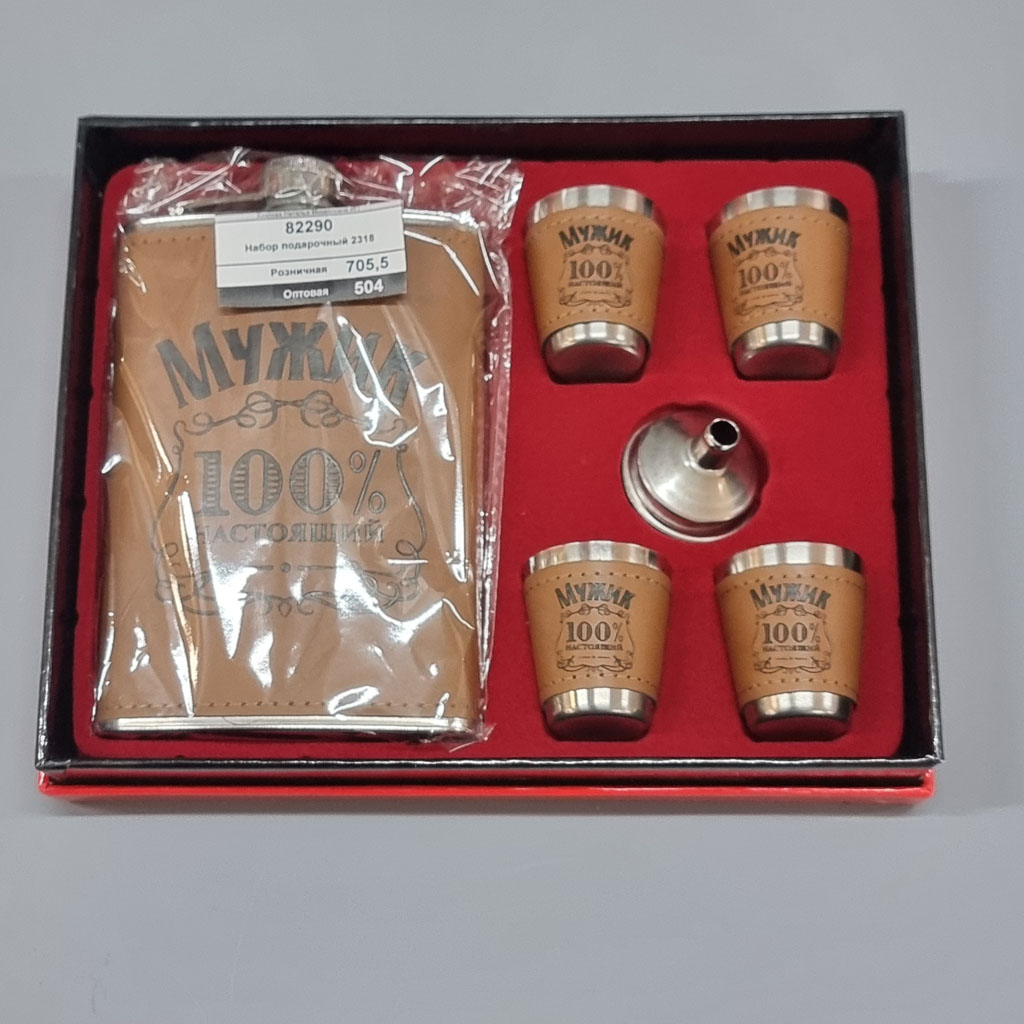 82290
Набор подарочный 2318
Розничная 705,5
Оптовая 504
Мужик
100%
настоящий
Мужик
100%
настоящий
Мужик
100%
настоящий
Мужик
100%
настоящий
Мужик
100%
настоящий